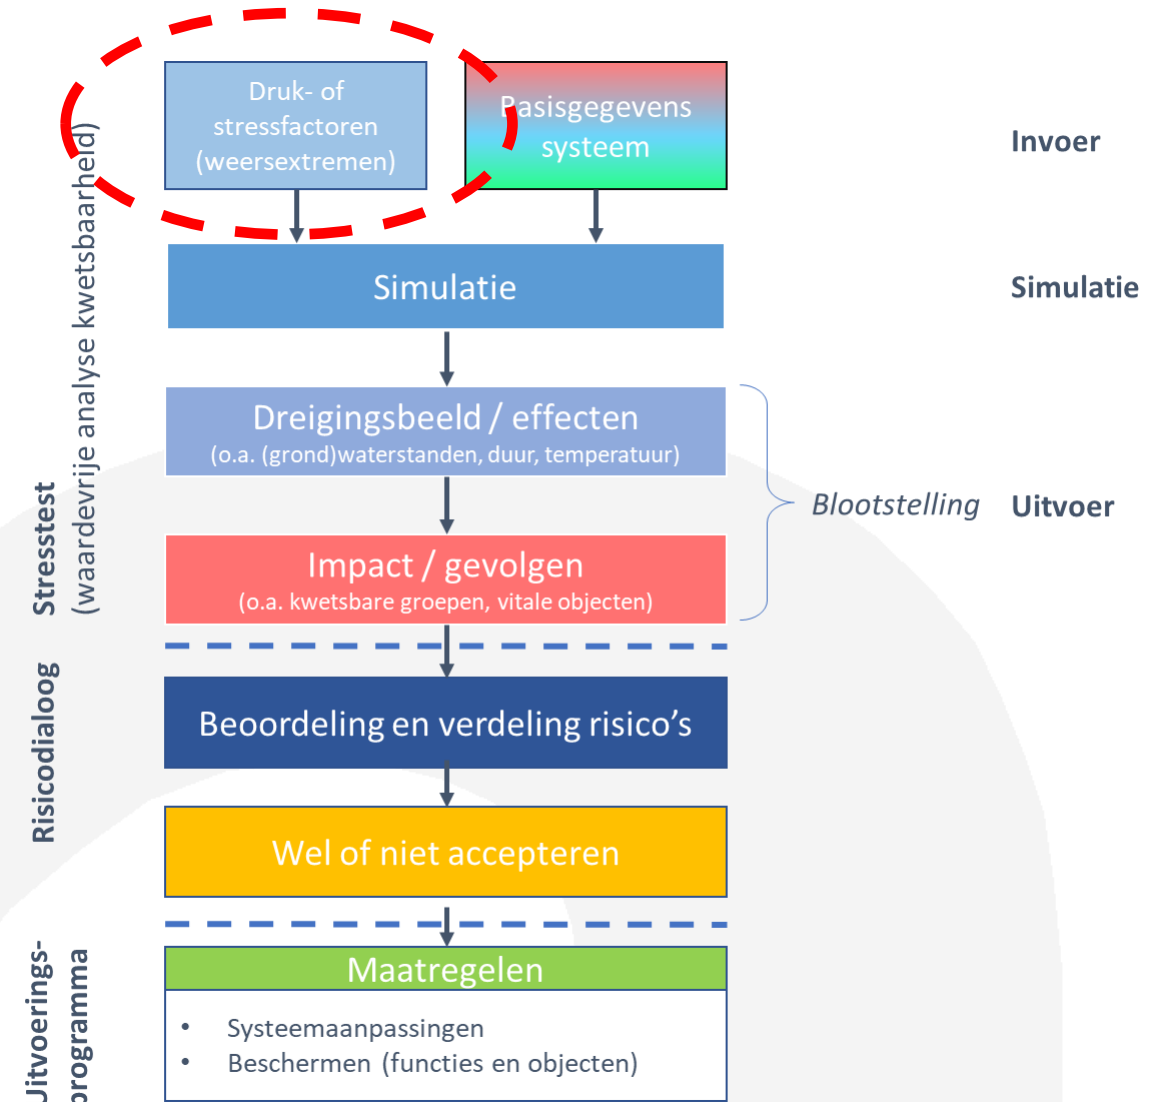 Druk- of
stressfactoren
(weersextremen)
Basisgegevens
systeem
Invoer
Simulatie
Simulatie
Dreigingsbeeld / effecten
(o.a. (grond)waterstanden, duur, temperatuur)
Blootstelling
Uitvoer
Impact / gevolgen
(o.a. kwetsbare groepen, vitale objecten)
Stresstest
(waardevrije analyse kwetsbaarheid)
Beoordeling en verdeling risico’s
Wel of niet accepteren
Risicodialoog
Maatregelen
• Systeemaanpassingen
• Beschermen (functies en objecten)
Uitvoerings-
programma